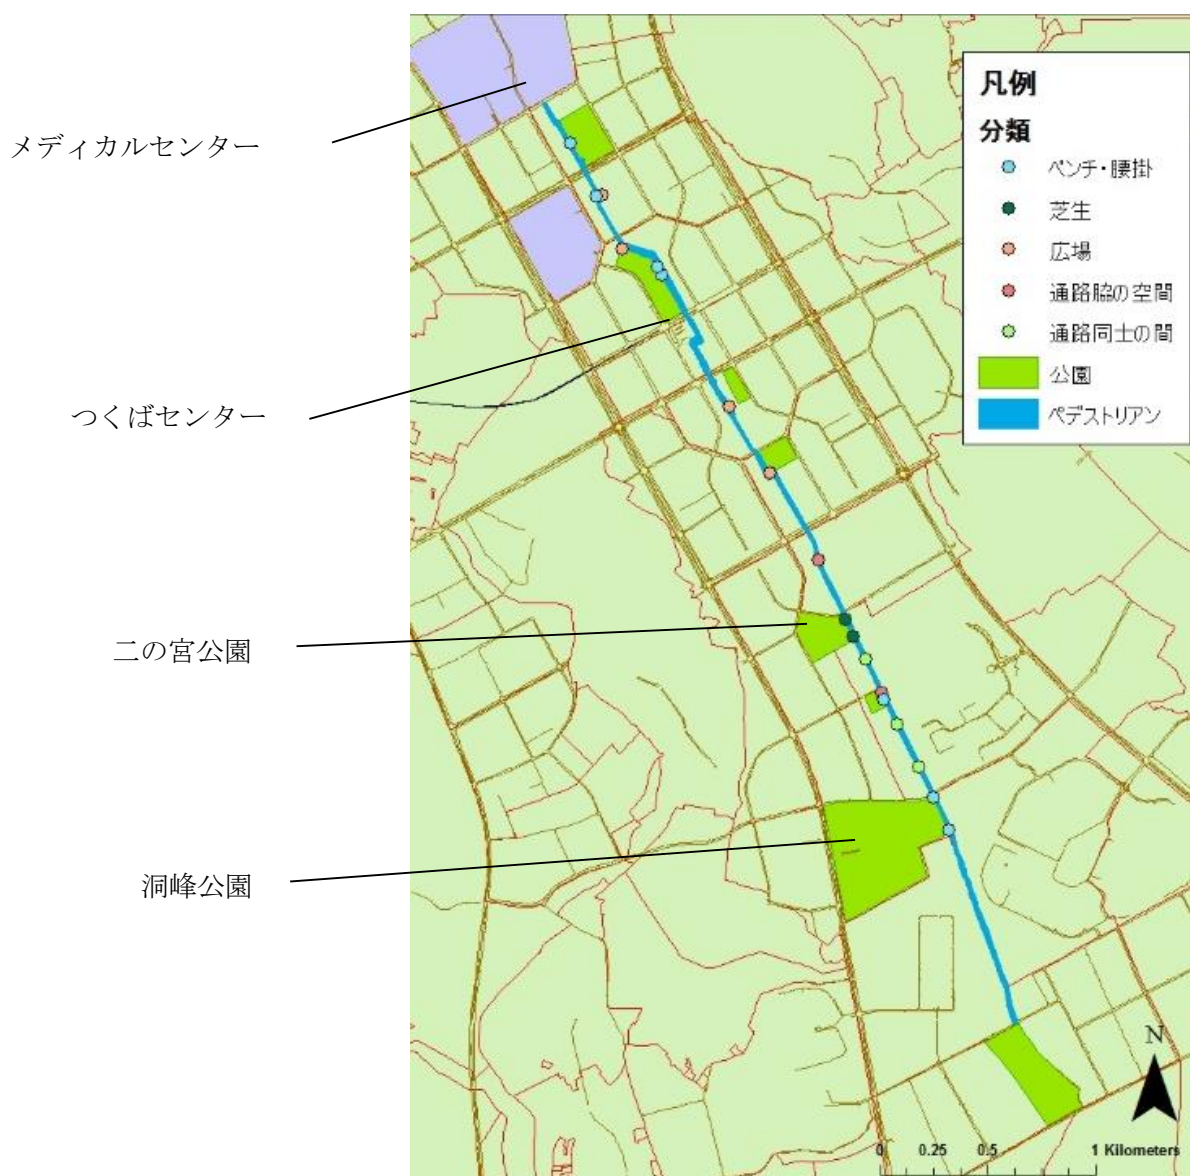 メディカルセンター
つくばセンター
二の宮公園
洞峰公園
凡例
分類
ベンチ・腰掛
芝生
広場
通路脇の空間
通路同士の間
公園
ペデストリアン
N
0 0.25 0.5 1 Kilometers